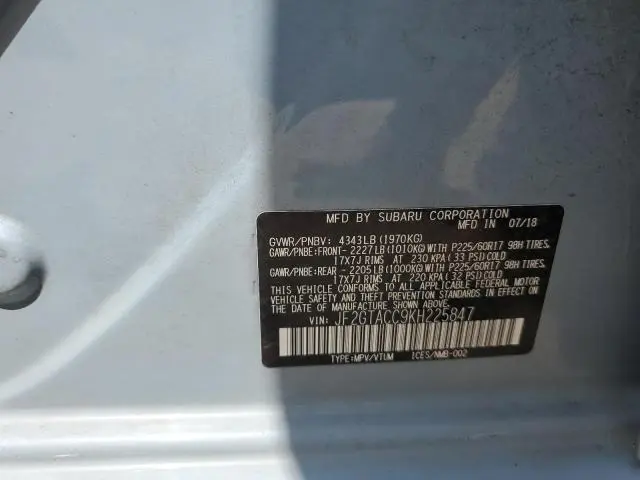 MFD BY SUBARU CORPORATION
MFD IN 07/18
GVWR/PNBV: 4343LB(1970KG)
GAWR/PNBE:FRONT- 2227LB(1010KG)WITH P225/60R17 98H TIRES,
17X7J RIMS AT 230 KPA(33 PSI)COLD
GAWR/PNBE:REAR - 2205LB(1000KG)WITH P225/60R17 98H TIRES,
17X7J RIMS AT 220 KPA(32 PSI)COLD
THIS VEHICLE CONFORMS TO ALL APPLICABLE FEDERAL MOTOR
VEHICLE SAFETY, BUMPER, AND THEFT PREVENTION STANDARDS IN EFFECT ON
THE DATE OF MANUFACTURE SHOWN ABOVE.
VIN: JF2GTACC9KH225847
TYPE:MPV/VTUM ICES/NMB-002